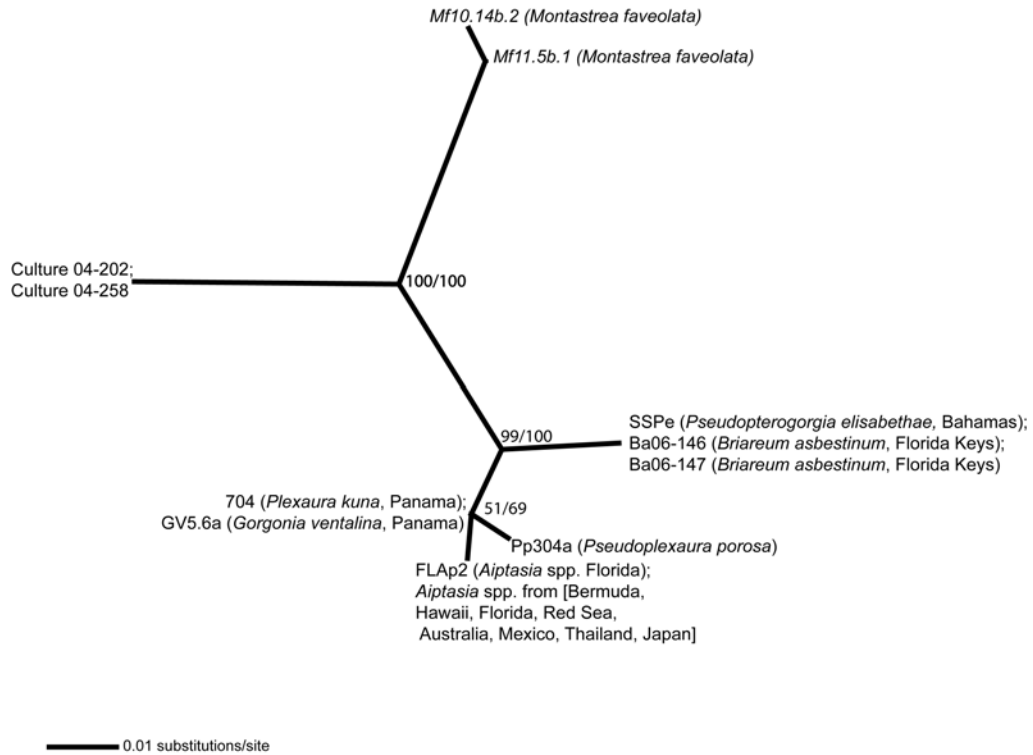 Mf10.14b.2 (Montastrea faveolata)
Mf11.5b.1 (Montastrea faveolata)
Culture 04-202;
Culture 04-258
100/100
SSPe (Pseudopterogorgia elisabethae, Bahamas);
Ba06-146 (Briareum asbestinum, Florida Keys);
Ba06-147 (Briareum asbestinum, Florida Keys)
99/100
704 (Plexaura kuna, Panama);
GV5.6a (Gorgonia ventalina, Panama)
51/69
Pp304a (Pseudoplexaura porosa)
FLAp2 (Aiptasia spp. Florida);
Aiptasia spp. from [Bermuda,
Hawaii, Florida, Red Sea,
Australia, Mexico, Thailand, Japan]
0.01 substitutions/site